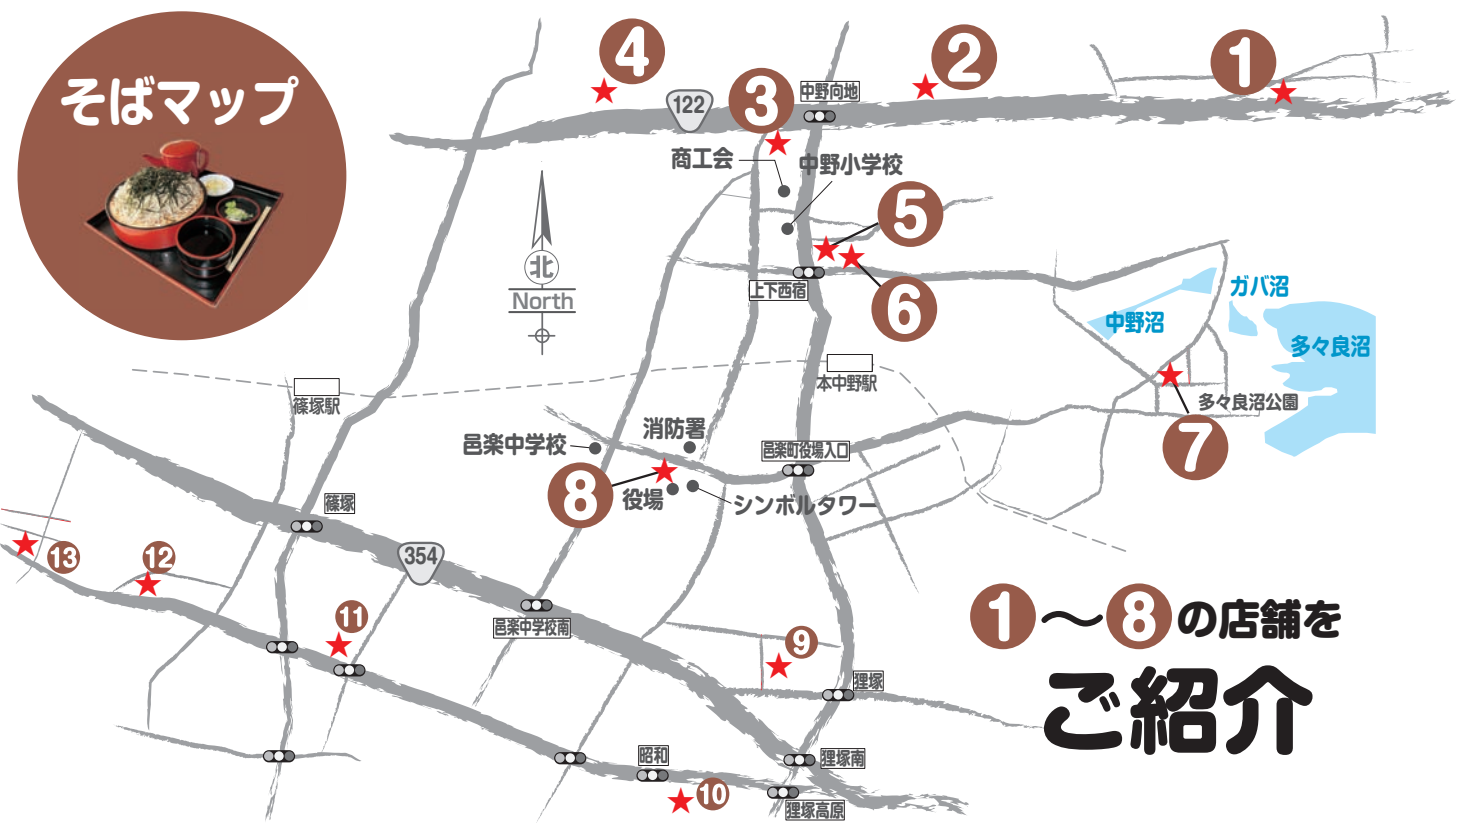 そばマップ
4
2
1
3
122
中野向地
商工会
中野小学校
5
北
North
上下西宿
6
ガバ沼
中野沼
多々良沼
本中野駅
篠塚駅
多々良沼公園
7
邑楽中学校
消防署
邑楽町役場入口
8
役場
シンボルタワー
篠塚
354
13
12
11
邑楽中学校南
9
狸塚
昭和
狸塚南
10
狸塚高原
1～8の店舗を
ご紹介